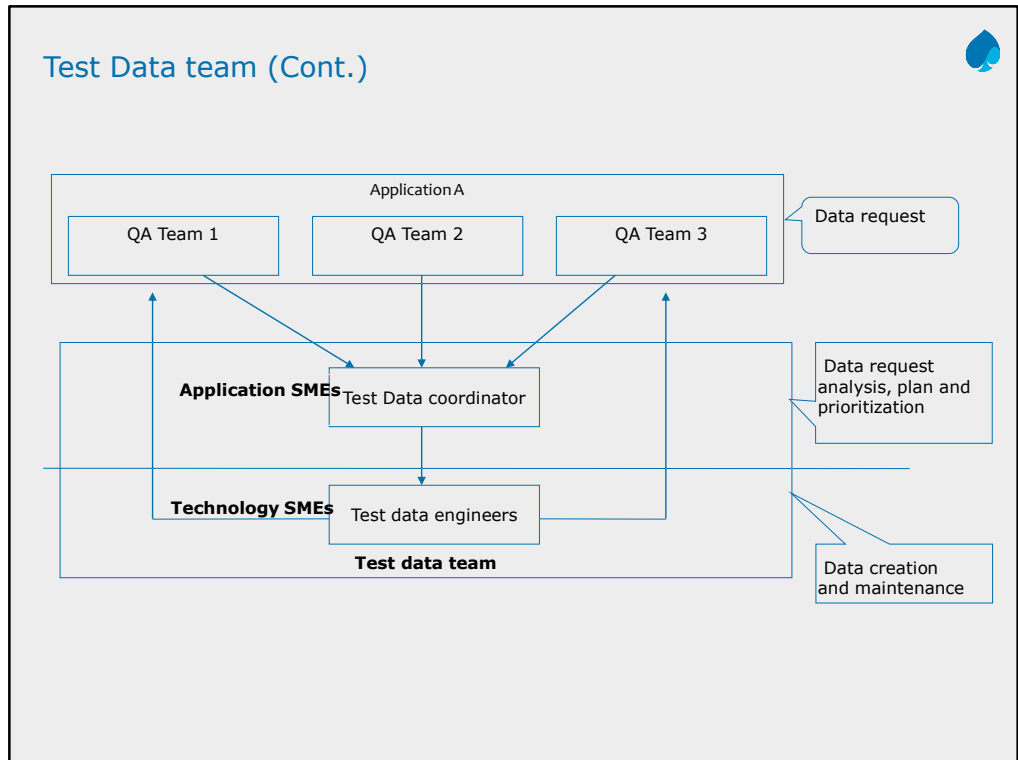 Test Data team (Cont.)
Application A
QA Team 1
QA Team 2
QA Team 3
Data request
Application SMEs
Test Data coordinator
Data request
analysis, plan and
prioritization
Technology SMEs
Test data engineers
Test data team
Data creation
and maintenance